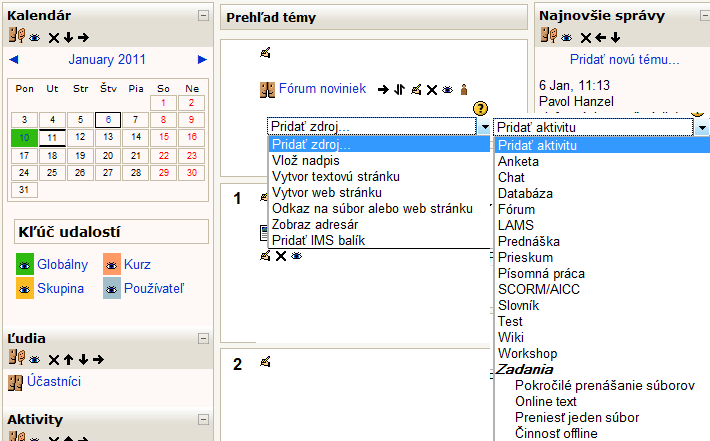 Kalendár
January 2011
Pon Ut Str Štv Pia So Ne
1 2
3 4 5 6 7 8 9
10 11 12 13 14 15 16
17 18 19 20 21 22 23
24 25 26 27 28 29 30
31
Kľúč udalostí
Globálny Kurz
Skupina Používateľ
Ľudia
Účastníci
Aktivity
Prehľad témy
Fórum noviniek
Pridať zdroj...
Pridať zdroj...
Vlož nadpis
Vytvor textovú stránku
Vytvor web stránku
Odkaz na súbor alebo web stránku
Zobraz adresár
Pridať IMS balík
1
2
Najnovšie správy
Pridať novú tému...
6 Jan, 11:13
Pavol Hanzel
Pridať aktivitu
Pridať aktivitu
Anketa
Chat
Databáza
Fórum
LAMS
Prednáška
Prieskum
Písomná práca
SCORM/AICC
Slovník
Test
Wiki
Workshop
Zadania
Pokročilé prenášanie súborov
Online text
Preniesť jeden súbor
Činnosť offline